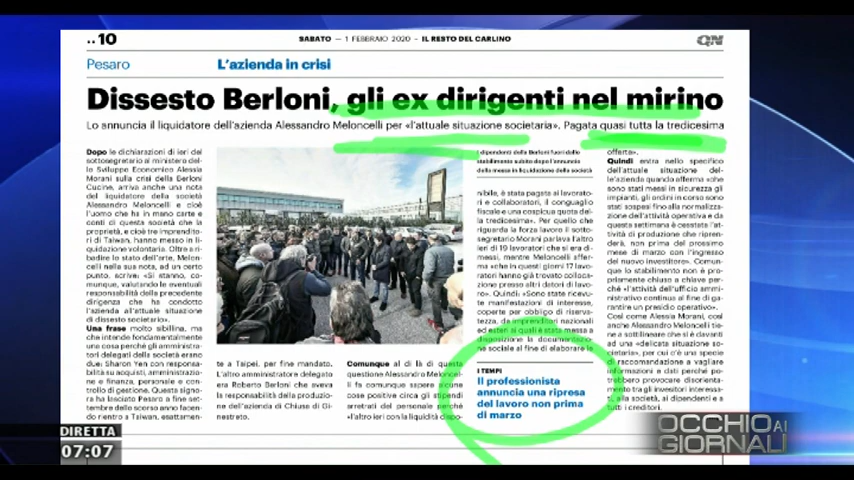 ..10
SABATO – 1 FEBBRAIO 2020 – IL RESTO DEL CARLINO
QN
Pesaro
L'azienda in crisi
Dissesto Berloni, gli ex dirigenti nel mirino
Lo annuncia il liquidatore dell'azienda Alessandro Meloncelli per «l'attuale situazione societaria». Pagata quasi tutta la tredicesima
Dopo le dichiarazioni di ieri del
sottosegretario al ministero del-
lo Sviluppo Economico Alessia
Morani sulla crisi della Berloni
Cucine, arriva anche una nota
del liquidatore della società
Alessandro Meloncelli e cioè
l'uomo che ha in mano carte e
conti di questa società che la
proprietà, e cioè tre imprendito-
ri di Taiwan, hanno messo in li-
quidazione volontaria. Oltre a ri-
badire lo stato dell'arte, Melon-
celli nella sua nota, ad un certo
punto, scrive: «Si stanno, co-
munque, valutando le eventuali
responsabilità della precedente
dirigenza che ha condotto
l'azienda all'attuale situazione
di dissesto societario».
Una frase molto sibillina, ma
che intende fondamentalmente
una cosa perchè gli amministra-
tori delegati della società erano
due: Sharon Yen con responsa-
bilità su acquisti, amministrazio-
ne e finanza, personale e con-
trollo di gestione. Questa signo-
ra ha lasciato Pesaro a fine set-
tembre dello scorso anno facen-
do rientro a Taiwan, esattamen-
te a Taipei, per fine mandato.
L'altro amministratore delegato
era Roberto Berloni che aveva
la responsabilità della produzio-
ne dell'azienda di Chiusa di Gi-
nestreto.
Comunque al di là di questa
questione Alessandro Meloncel-
li fa comunque sapere alcune
cose positive circa gli stipendi
arretrati del personale perchè
«l'altro ieri con la liquidità dispo-
I dipendenti della Berloni fuori dello
stabilimento subito dopo l'annuncio
della messa in liquidazione della società
nibile, è stata pagata ai lavorato-
ri e collaboratori, il conguaglio
fiscale e una cospicua quota del-
la tredicesima». Per quello che
riguarda la forza lavoro il sotto-
segretario Morani parlava l'altro
ieri di 19 lavoratori che si era di-
messi, mentre Meloncelli affer-
ma «che in questi giorni 17 lavo-
ratori hanno già trovato colloca-
zione presso altri datori di lavo-
ro». Quindi: «Sono state ricevu-
te manifestazioni di interesse,
coperte per obbligo di riserva-
tezza, da imprenditori nazionali
ed esteri ai quali è stata messa a
disposizione la documentazio-
ne sociale al fine di elaborare le
I TEMPI
Il professionista
annuncia una ripresa
del lavoro non prima
di marzo
offerta».
Quindi entra nello specifico
dell'attuale situazione del-
le'azienda quando afferma «che
sono stati messi in sicurezza gli
impianti, gli ordini in corso sono
stati sospesi fino alla normalizza-
zione dell'attività operativa e da
questa settimana è cesstata l'at-
tività di produzione che ripren-
derà, non prima del prossimo
mese di marzo con l'ingresso
del nuovo investitore». Comun-
que lo stabilimento non è pro-
priamente chiuso a chiave per-
ché «l'attività dell'ufficio ammi-
nistrativo continua al fine di ga-
rantire un presidio operativo».
Così come Alessia Morani, così
anche Alessandro Meloncelli tie-
ne a sottolineare che si è davan-
ti ad una «delicata situazione so-
cietaria», per cui c'è una specie
di raccomandazione a vagliare
informazioni e dati perché po-
trebbero provocare disorienta-
mento tra gli investitori interessa-
ti, alla società, ai dipendenti e a
tutti i creditori.
DIRETTA
07:07
OCCHIO AI
GIORNALI